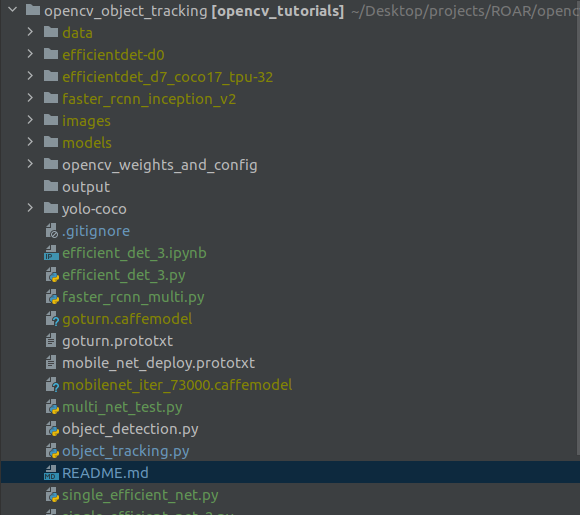 opencv_object_tracking [opencv_tutorials] ~/Desktop/projects/ROAR/openc
data
efficientdet-d0
efficientdet_d7_coco17_tpu-32
faster_rcnn_inception_v2
images
models
opencv_weights_and_config
output
yolo-coco
.gitignore
efficient_det_3.ipynb
efficient_det_3.py
faster_rcnn_multi.py
goturn.caffemodel
goturn.prototxt
mobile_net_deploy.prototxt
mobilenet_iter_73000.caffemodel
multi_net_test.py
object_detection.py
object_tracking.py
README.md
single_efficient_net.py